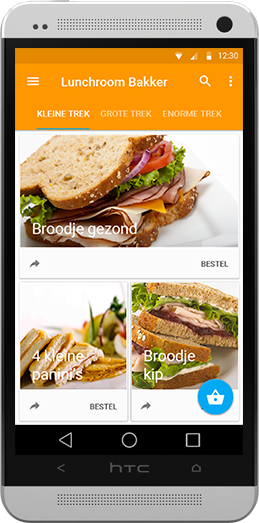 12:30
Lunchroom Bakker
KLEINE TREK GROTE TREK ENORME TREK
Broodje gezond
BESTEL
4 kleine
panini's
Broodje
kip
BESTEL
BESTEL
hTC